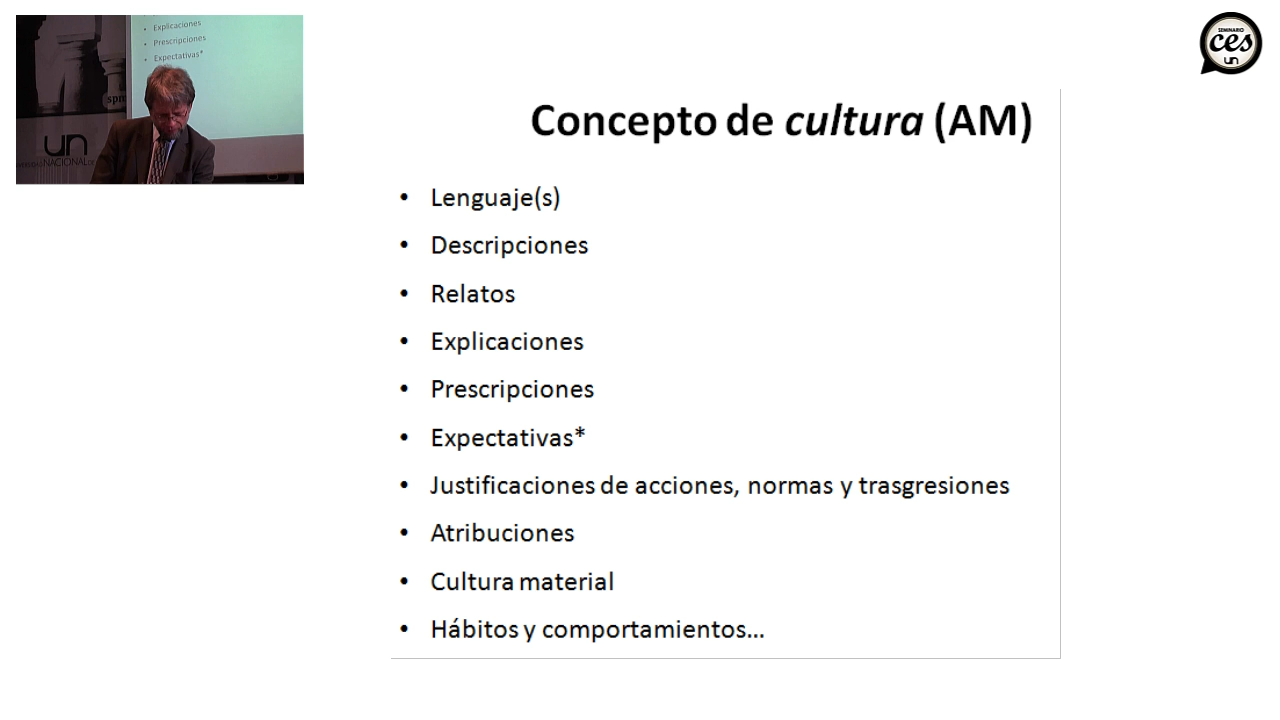 Explicaciones
Prescripciones
Expectativas*
un
NACIONAL
SEMINARIO
ces
un
Concepto de cultura (AM)
• Lenguaje(s)
• Descripciones
• Relatos
• Explicaciones
• Prescripciones
• Expectativas*
• Justificaciones de acciones, normas y trasgresiones
• Atribuciones
• Cultura material
• Hábitos y comportamientos...